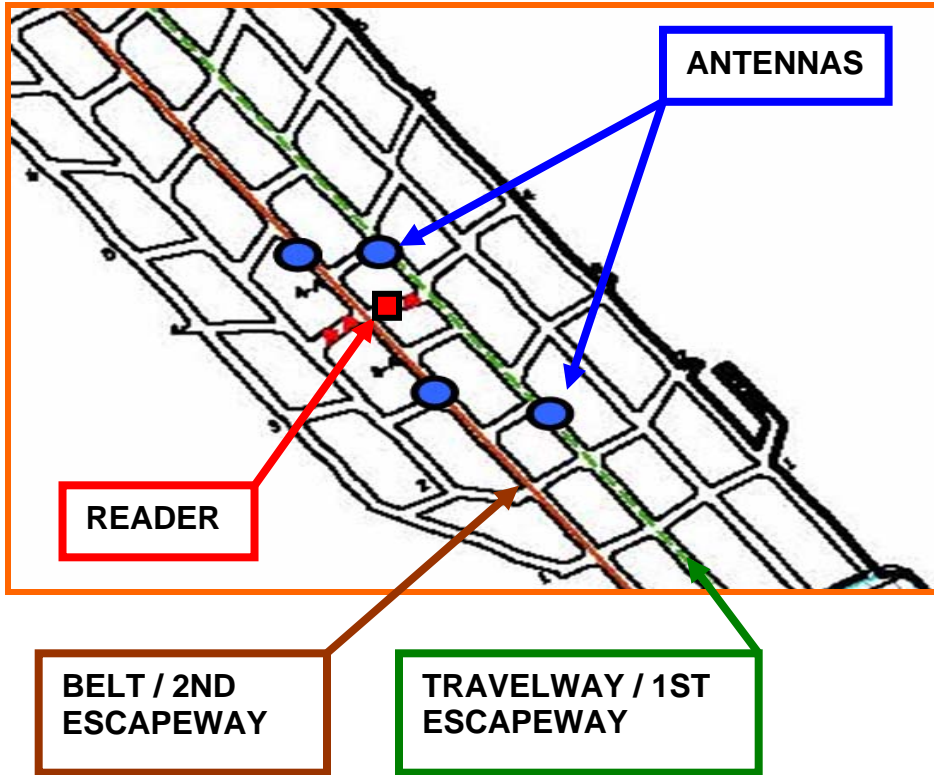 ANTENNAS
READER
BELT / 2ND
ESCAPEWAY
TRAVELWAY / 1ST
ESCAPEWAY